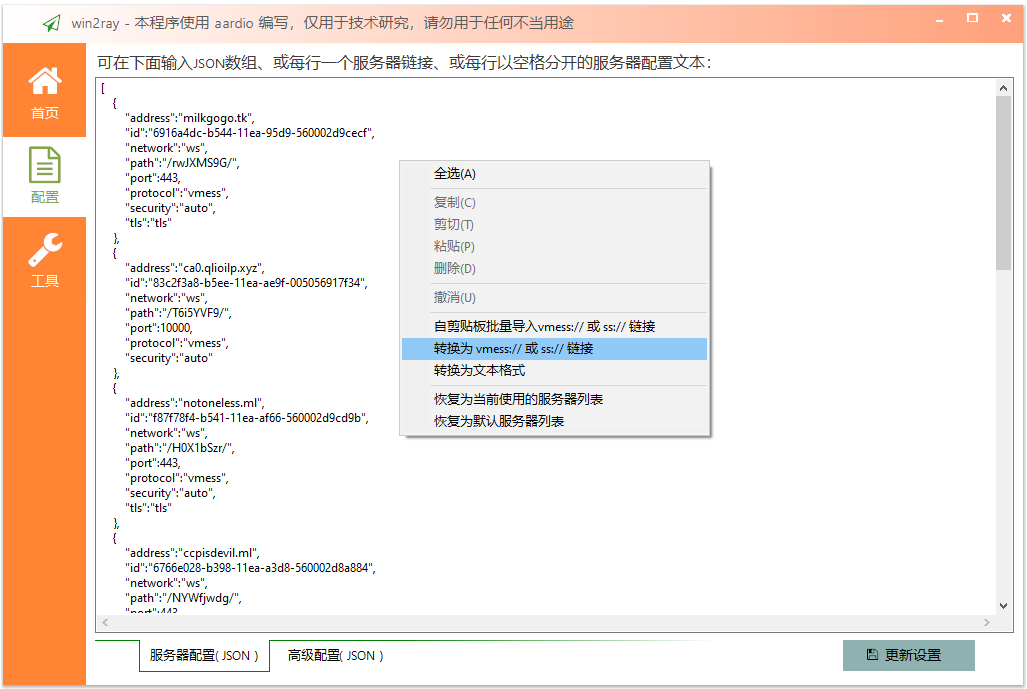 win2ray - 本程序使用 aardio 编写，仅用于技术研究，请勿用于任何不当用途
首页
配置
工具
可在下面输入JSON数组、或每行一个服务器链接、或每行以空格分开的服务器配置文本：
[
{
"address":"milkgogo.tk",
"id":"6916a4dc-b544-11ea-95d9-560002d9cecf",
"network":"ws",
"path":"/rwJXMS9G/",
"port":443,
"protocol":"vmess",
"security":"auto",
"tls":"tls"
},
{
"address":"ca0.qlioilp.xyz",
"id":"83c2f3a8-b5ee-11ea-ae9f-005056917f34",
"network":"ws",
"path":"/T6i5YVF9/",
"port":10000,
"protocol":"vmess",
"security":"auto"
},
{
"address":"notoneless.ml",
"id":"f87f78f4-b541-11ea-af66-560002d9cd9b",
"network":"ws",
"path":"/H0X1bSzr/",
"port":443,
"protocol":"vmess",
"security":"auto",
"tls":"tls"
},
{
"address":"ccpisdevil.ml",
"id":"6766e028-b398-11ea-a3d8-560002d8a884",
"network":"ws",
"path":"/NYWfjwdg/",
"port":443
全选(A)
复制(C)
剪切(T)
粘贴(P)
删除(D)
撤消(U)
自剪贴板批量导入vmess:// 或 ss:// 链接
转换为 vmess:// 或 ss:// 链接
转换为文本格式
恢复为当前使用的服务器列表
恢复为默认服务器列表
服务器配置( JSON )
高级配置( JSON )
更新设置